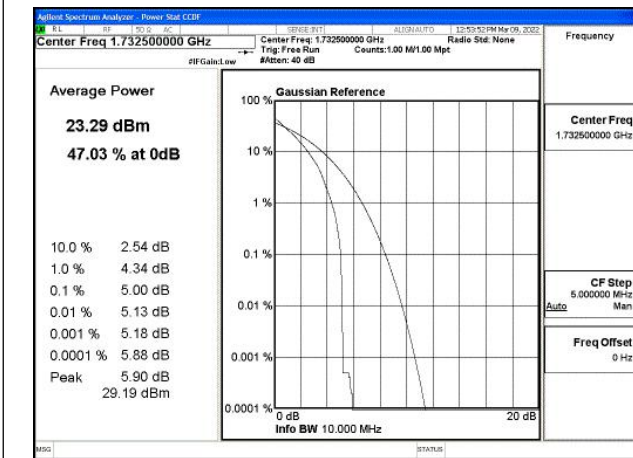 Agilent Spectrum Analyzer - Power Stat CCDF
RL RF 50 Ω AC SENSE:INT ALIGN AUTO 12:53:52 PM Mar 09, 2022
Center Freq 1.732500000 GHz
Center Freq: 1.732500000 GHz Radio Std: None
Trig: Free Run Counts:1.00 M/1.00 Mpt
#IFGain:Low #Atten: 40 dB
Frequency
Average Power
23.29 dBm
47.03 % at 0dB
10.0 % 2.54 dB
1.0 % 4.34 dB
0.1 % 5.00 dB
0.01 % 5.13 dB
0.001 % 5.18 dB
0.0001 % 5.88 dB
Peak 5.90 dB
29.19 dBm
Gaussian Reference
100 %
10 %
1 %
0.1 %
0.01 %
0.001 %
0.0001 %
0 dB 20 dB
Info BW 10.000 MHz
Center Freq
1.732500000 GHz
CF Step
5.000000 MHz
Auto Man
Freq Offset
0 Hz
MSG STATUS